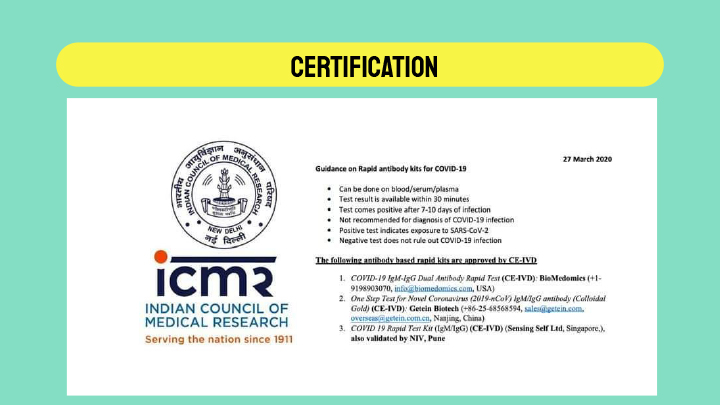 CERTIFICATION
भारतीय आयुर्विज्ञान अनुसंधान परिषद
INDIAN COUNCIL OF MEDICAL RESEARCH
NEW DELHI
नई दिल्ली
icmr
INDIAN COUNCIL OF
MEDICAL RESEARCH
Serving the nation since 1911
27 March 2020
Guidance on Rapid antibody kits for COVID-19
• Can be done on blood/serum/plasma
• Test result is available within 30 minutes
• Test comes positive after 7-10 days of infection
• Not recommended for diagnosis of COVID-19 infection
• Positive test indicates exposure to SARS-CoV-2
• Negative test does not rule out COVID-19 infection
The following antibody based rapid kits are approved by CE-IVD
1. COVID-19 IgM-IgG Dual Antibody Rapid Test (CE-IVD): BioMedomics (+1-
9198903070, info@biomedomics.com, USA)
2. One Step Test for Novel Coronavirus (2019-nCoV) IgM/IgG antibody (Colloidal
Gold) (CE-IVD): Getein Biotech (+86-25-68568594, sales@getein.com,
overseas@getein.com.cn, Nanjing, China)
3. COVID 19 Rapid Test Kit (IgM/IgG) (CE-IVD) (Sensing Self Ltd, Singapore,),
also validated by NIV, Pune